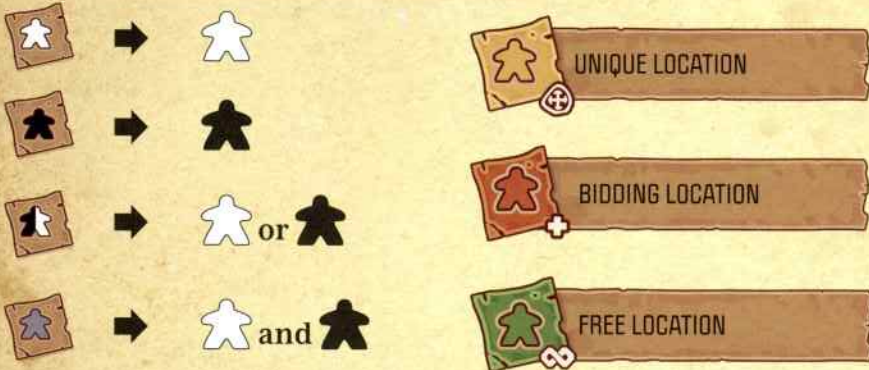 UNIQUE LOCATION
BIDDING LOCATION
or
and
FREE LOCATION